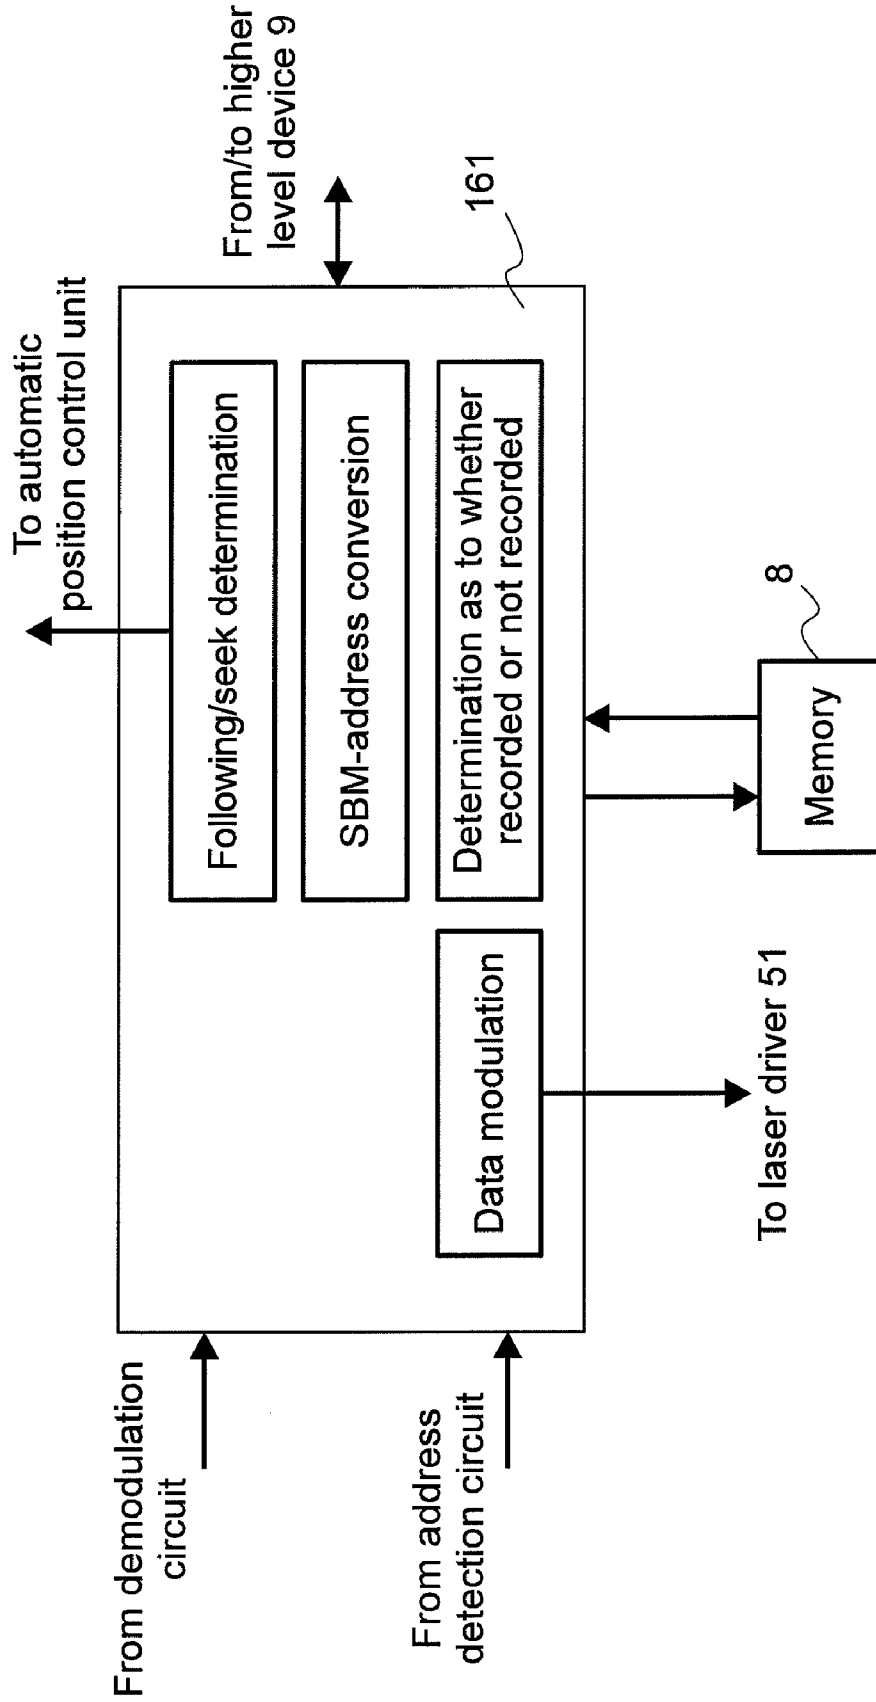 To automatic
position control unit
From/to higher
level device 9
161
From demodulation
circuit
From address
detection circuit
Following/seek determination
SBM-address conversion
Data modulation
Determination as to whether
recorded or not recorded
To laser driver 51
Memory
8